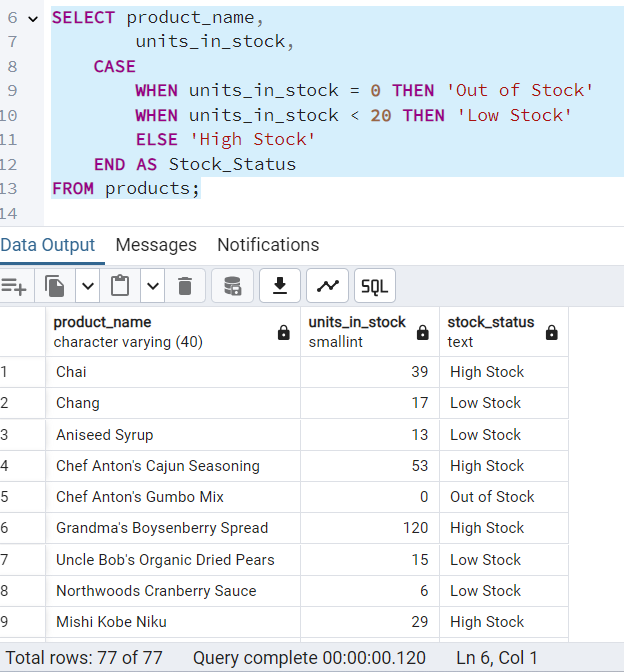 6 SELECT product_name,
7 units_in_stock,
8 CASE
9 WHEN units_in_stock = 0 THEN 'Out of Stock'
10 WHEN units_in_stock < 20 THEN 'Low Stock'
11 ELSE 'High Stock'
12 END AS Stock_Status
13 FROM products;
14
Data Output Messages Notifications
SQL
product_name units_in_stock stock_status
character varying (40) smallint text
1 Chai 39 High Stock
2 Chang 17 Low Stock
3 Aniseed Syrup 13 Low Stock
4 Chef Anton's Cajun Seasoning 53 High Stock
5 Chef Anton's Gumbo Mix 0 Out of Stock
6 Grandma's Boysenberry Spread 120 High Stock
7 Uncle Bob's Organic Dried Pears 15 Low Stock
8 Northwoods Cranberry Sauce 6 Low Stock
9 Mishi Kobe Niku 29 High Stock
Total rows: 77 of 77 Query complete 00:00:00.120 Ln 6, Col 1